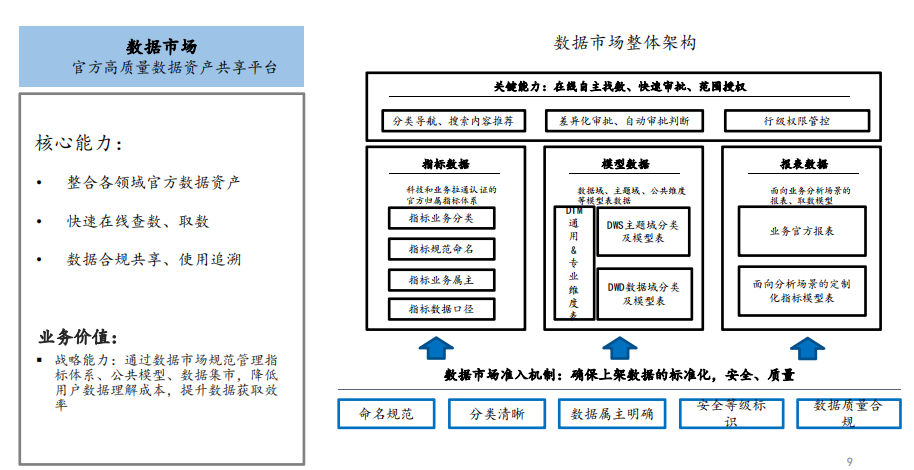 数据市场
官方高质量数据资产共享平台
核心能力：
• 整合各领域官方数据资产
• 快速在线查数、取数
• 数据合规共享、使用追溯
业务价值：
▪ 战略能力：通过数据市场规范管理指
标体系、公共模型、数据集市，降低
用户数据理解成本，提升数据获取效
率
数据市场整体架构
关键能力：在线自主找数、快速审批、范围授权
分类导航、搜索内容推荐
差异化审批、自动审批判断
行级权限管控
指标数据
科技和业务拉通认证的
官方归属指标体系
指标业务分类
指标规范命名
指标业务属主
指标数据口径
模型数据
数据域、主题域、公共维度
等模型表数据
DIM
通
用
&
专
业
维
度
表
DWS主题域分类
及模型表
DWD数据域分类
及模型表
报表数据
面向业务分析场景的
报表、取数模型
业务官方报表
面向分析场景的定制
化指标模型表
数据市场准入机制：确保上架数据的标准化，安全、质量
命名规范
分类清晰
数据属主明确
安全等级标
识
数据质量合
规
9